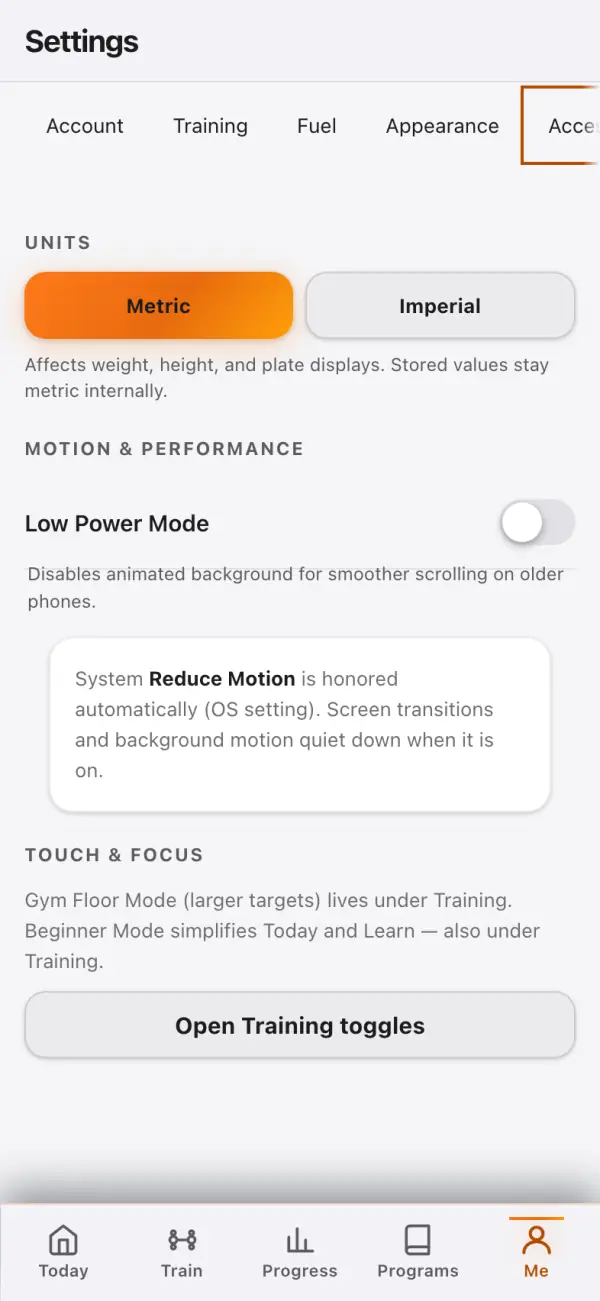 Settings
Account
Training
Fuel
Appearance
Acce
UNITS
Metric
Imperial
Affects weight, height, and plate displays. Stored values stay
metric internally.
MOTION & PERFORMANCE
Low Power Mode
Disables animated background for smoother scrolling on older
phones.
System Reduce Motion is honored
automatically (OS setting). Screen transitions
and background motion quiet down when it is
on.
TOUCH & FOCUS
Gym Floor Mode (larger targets) lives under Training.
Beginner Mode simplifies Today and Learn — also under
Training.
Open Training toggles
Today
Train
Progress
Programs
Me